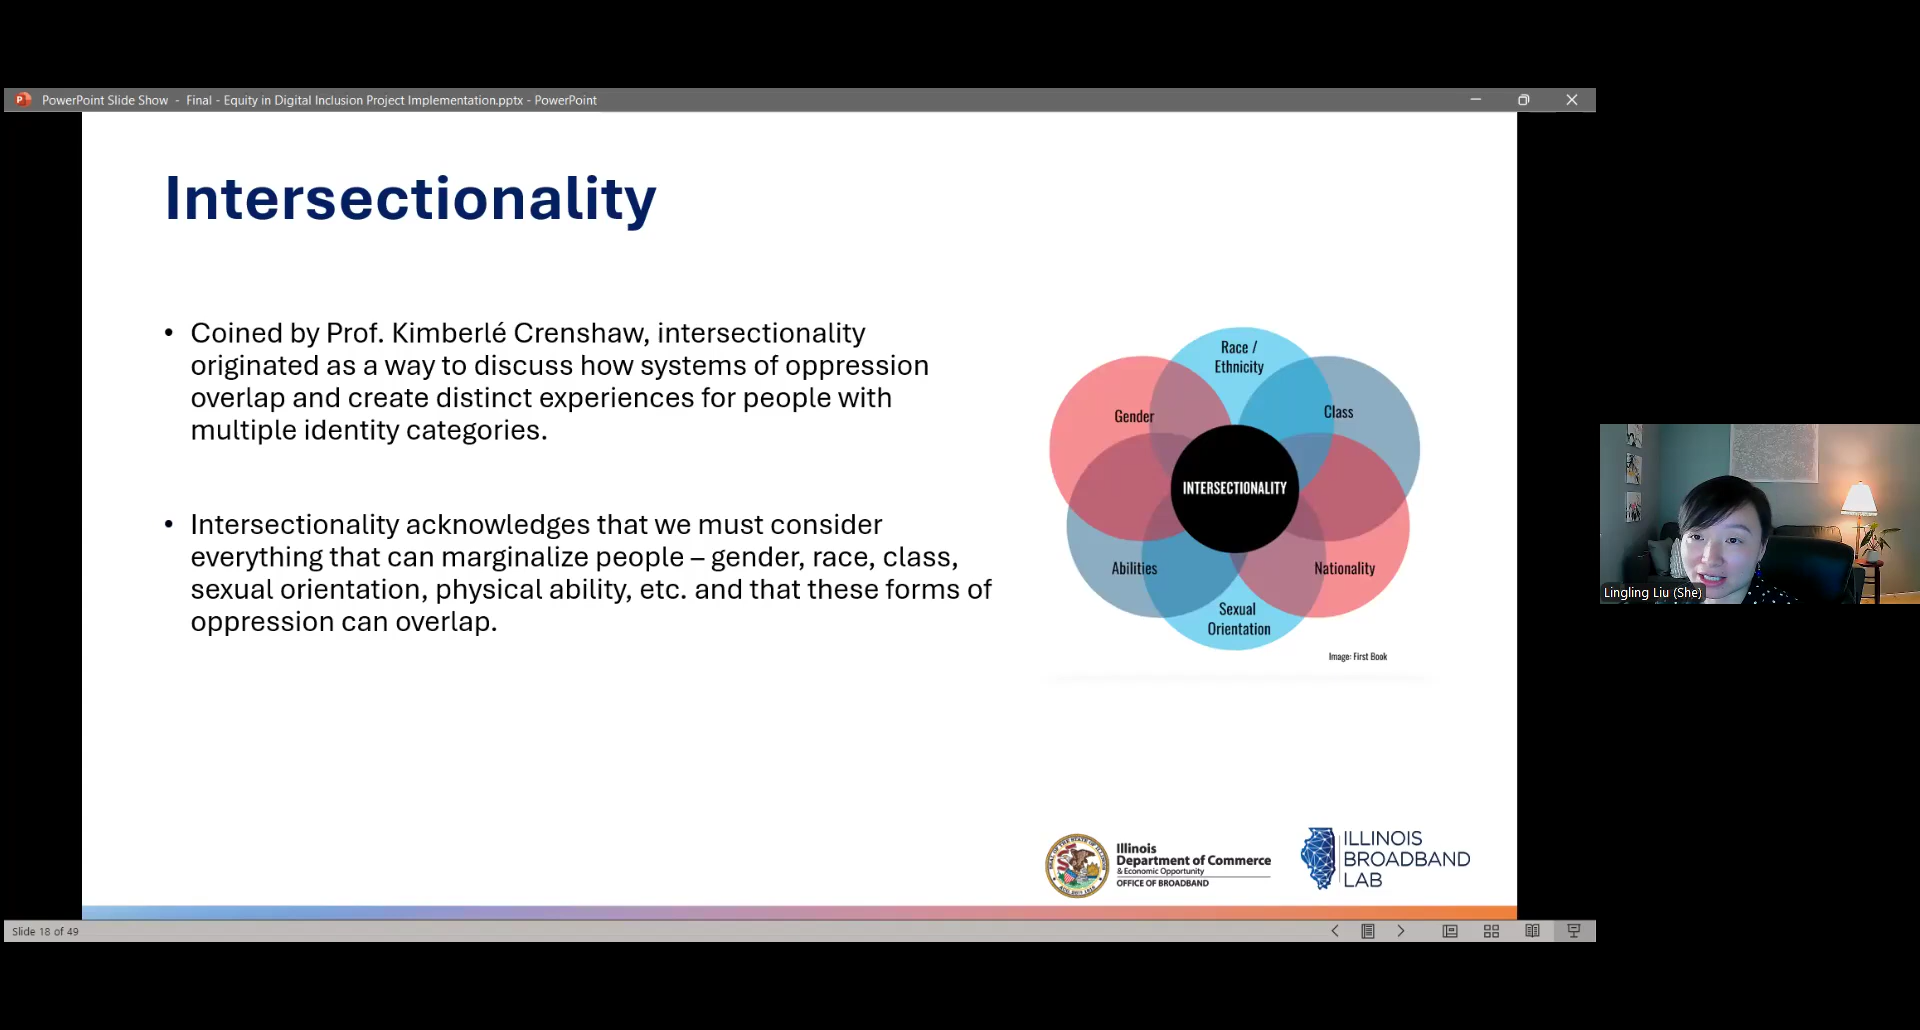 PowerPoint Slide Show - Final - Equity in Digital Inclusion Project Implementation.pptx - PowerPoint
Intersectionality
• Coined by Prof. Kimberlé Crenshaw, intersectionality
originated as a way to discuss how systems of oppression
overlap and create distinct experiences for people with
multiple identity categories.
• Intersectionality acknowledges that we must consider
everything that can marginalize people – gender, race, class,
sexual orientation, physical ability, etc. and that these forms of
oppression can overlap.
Race /
Ethnicity
Gender
Class
INTERSECTIONALITY
Abilities
Nationality
Sexual
Orientation
Image: First Book
Lingling Liu (She)
Illinois
Department of Commerce
& Economic Opportunity
OFFICE OF BROADBAND
ILLINOIS
BROADBAND
LAB
Slide 18 of 49